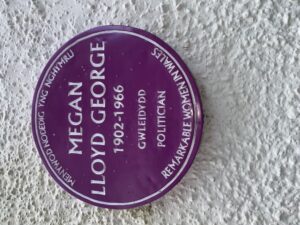 MENYWOD NODEDIG YNG NGHYMRU
MEGAN
LLOYD GEORGE
1902-1966
GWLEIDYDD
POLITICIAN
REMARKABLE WOMEN IN WALES